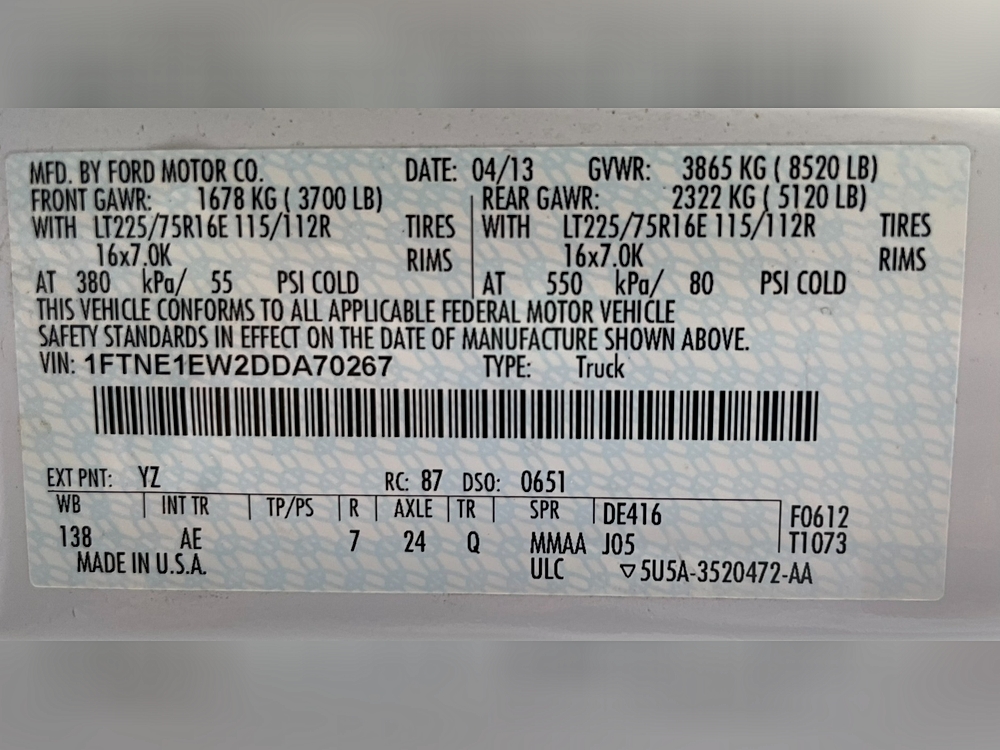 MFD. BY FORD MOTOR CO. DATE: 04/13 GVWR: 3865 KG ( 8520 LB)
FRONT GAWR: 1678 KG ( 3700 LB) REAR GAWR: 2322 KG ( 5120 LB)
WITH LT225/75R16E 115/112R TIRES WITH LT225/75R16E 115/112R TIRES
16x7.0K RIMS 16x7.0K RIMS
AT 380 kPa/ 55 PSI COLD AT 550 kPa/ 80 PSI COLD
THIS VEHICLE CONFORMS TO ALL APPLICABLE FEDERAL MOTOR VEHICLE
SAFETY STANDARDS IN EFFECT ON THE DATE OF MANUFACTURE SHOWN ABOVE.
VIN: 1FTNE1EW2DDA70267 TYPE: Truck
EXT PNT: YZ RC: 87 DSO: 0651
WB INT TR TP/PS R AXLE TR SPR DE416 F0612
138 AE 7 24 Q MMAA J05 T1073
MADE IN U.S.A. ULC ▽5U5A-3520472-AA